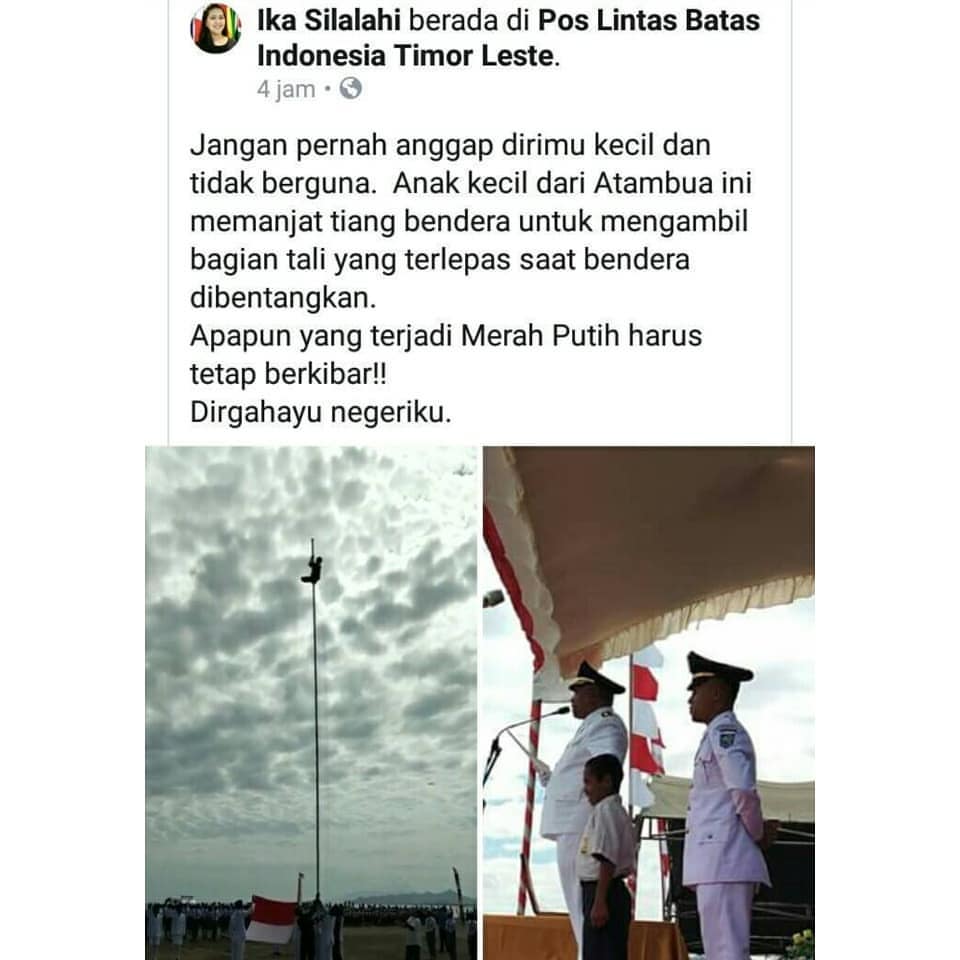 Ika Silalahi berada di Pos Lintas Batas
Indonesia Timor Leste.
4 jam ·
Jangan pernah anggap dirimu kecil dan
tidak berguna.  Anak kecil dari Atambua ini
memanjat tiang bendera untuk mengambil
bagian tali yang terlepas saat bendera
dibentangkan.
Apapun yang terjadi Merah Putih harus
tetap berkibar!!
Dirgahayu negeriku.